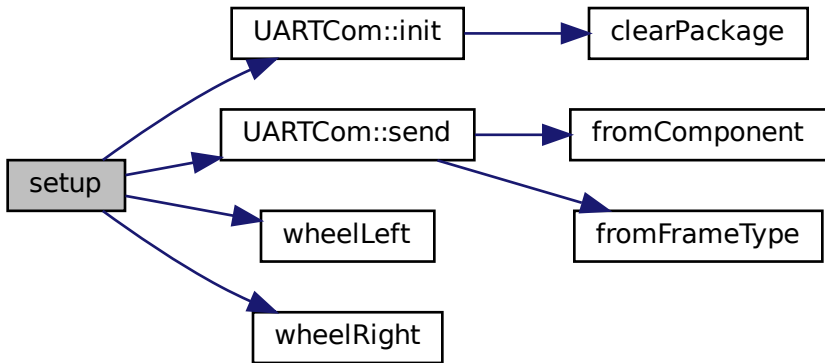 setup
UARTCom::init
clearPackage
UARTCom::send
fromComponent
fromFrameType
wheelLeft
wheelRight